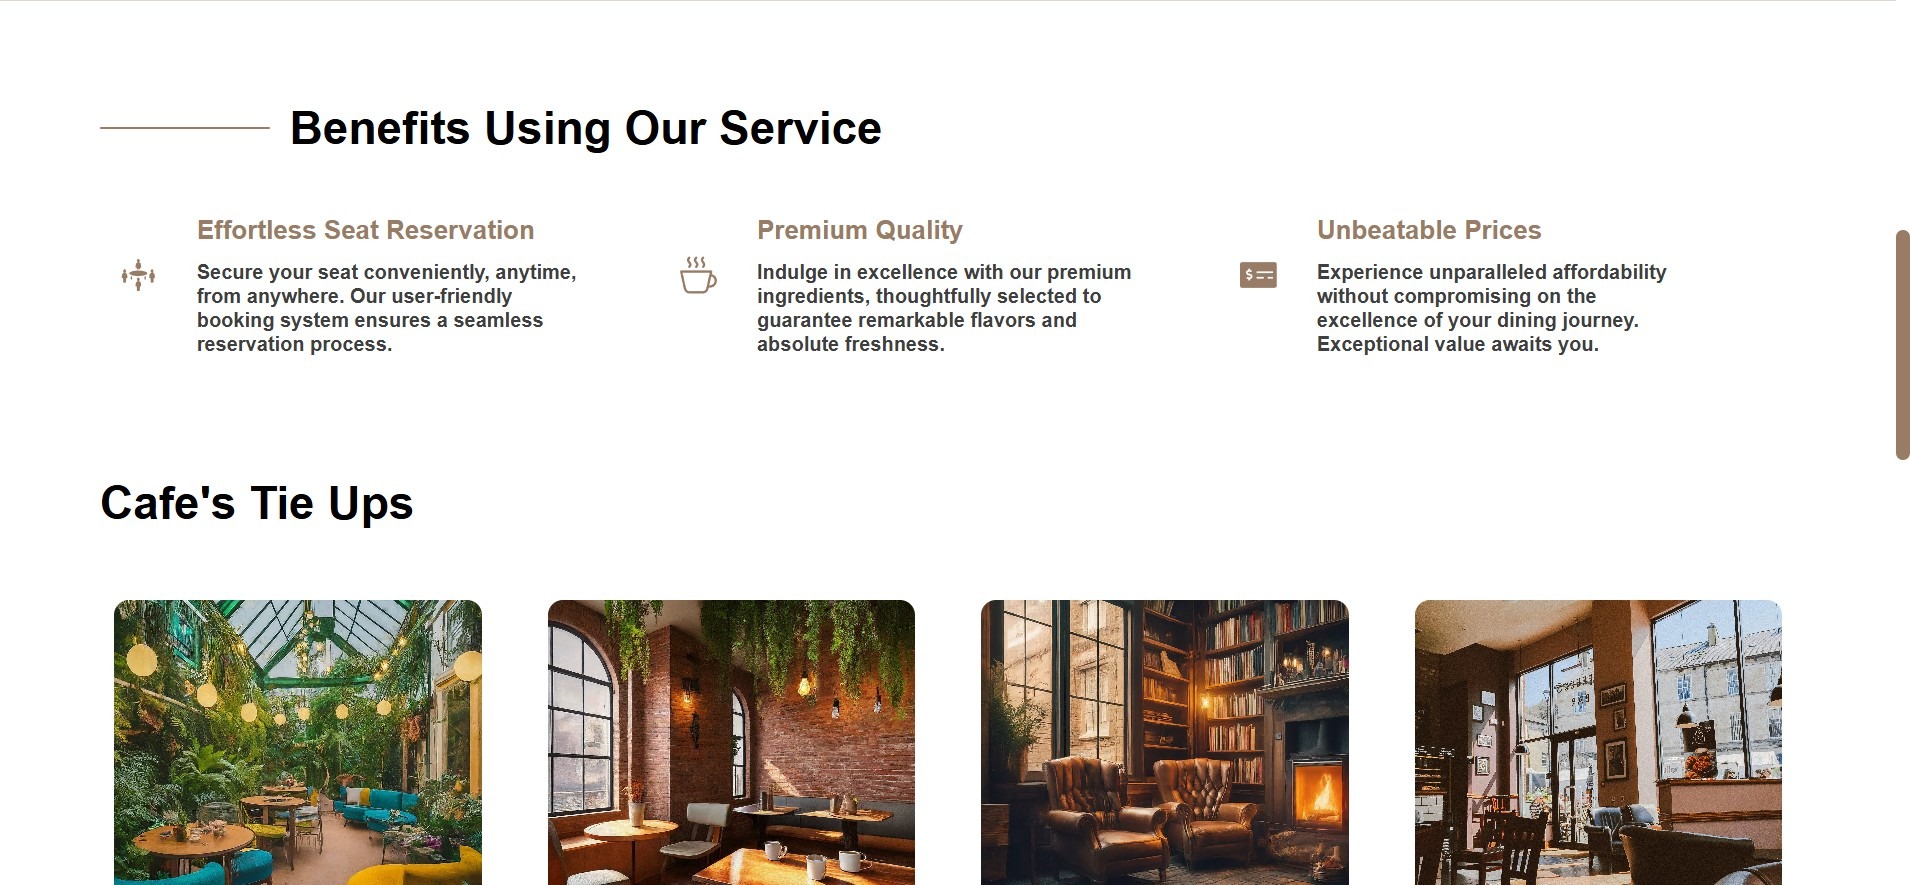 Benefits Using Our Service
Effortless Seat Reservation
Secure your seat conveniently, anytime,
from anywhere. Our user-friendly
booking system ensures a seamless
reservation process.
Premium Quality
Indulge in excellence with our premium
ingredients, thoughtfully selected to
guarantee remarkable flavors and
absolute freshness.
$
Unbeatable Prices
Experience unparalleled affordability
without compromising on the
excellence of your dining journey.
Exceptional value awaits you.
Cafe's Tie Ups